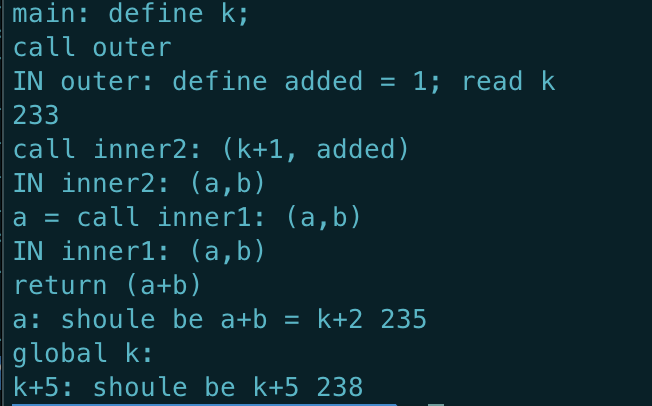 main: define k;
call outer
IN outer: define added = 1; read k
233
call inner2: (k+1, added)
IN inner2: (a,b)
a = call inner1: (a,b)
IN inner1: (a,b)
return (a+b)
a: shoule be a+b = k+2 235
global k:
k+5: shoule be k+5 238